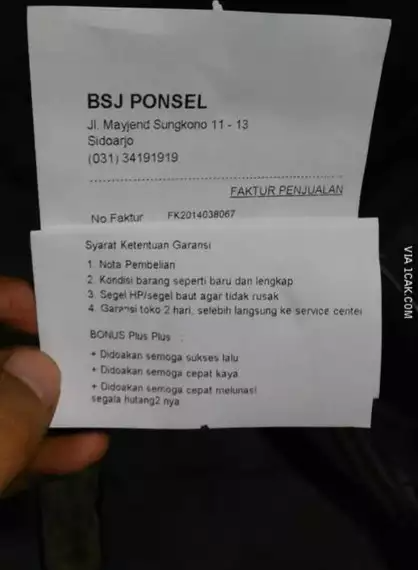 BSJ PONSEL
Jl. Mayjend Sungkono 11 - 13
Sidoarjo
(031) 34191919
FAKTUR PENJUALAN
No.Faktur FK2014038067
Syarat Ketentuan Garansi
1. Nota Pembelian
2. Kondisi barang seperti baru dan lengkap
3. Segel HP/segel baut agar tidak rusak
4. Garansi toko 2 hari, selebih langsung ke service center
BONUS Plus Plus
+ Didoakan semoga sukses lalu
+ Didoakan semoga cepat kaya
+ Didoakan semoga cepat melunasi
segala hutang2 nya
VIA 1CAK.COM